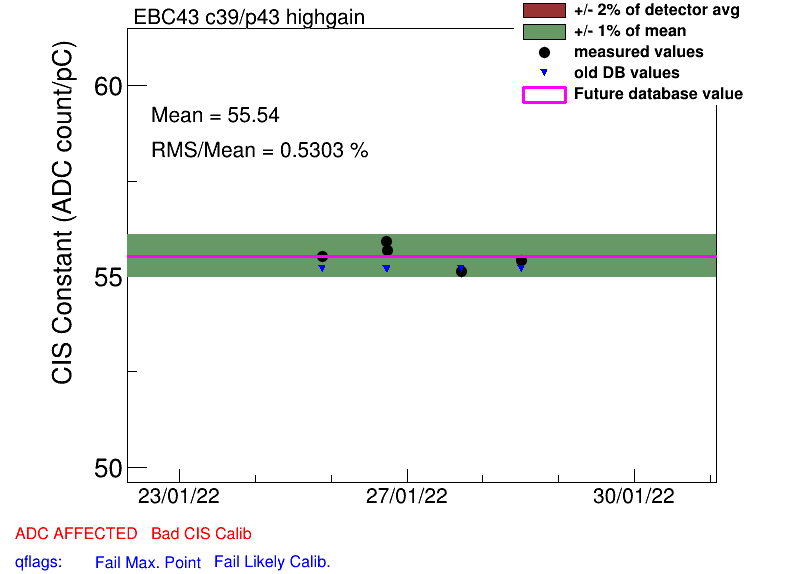 EBC43 c39/p43 highgain
+/- 2% of detector avg
+/- 1% of mean
measured values
old DB values
Future database value
CIS Constant (ADC count/pC)
60
55
50
Mean = 55.54
RMS/Mean = 0.5303 %
23/01/22 27/01/22 30/01/22
ADC AFFECTED Bad CIS Calib
qflags: Fail Max. Point Fail Likely Calib.